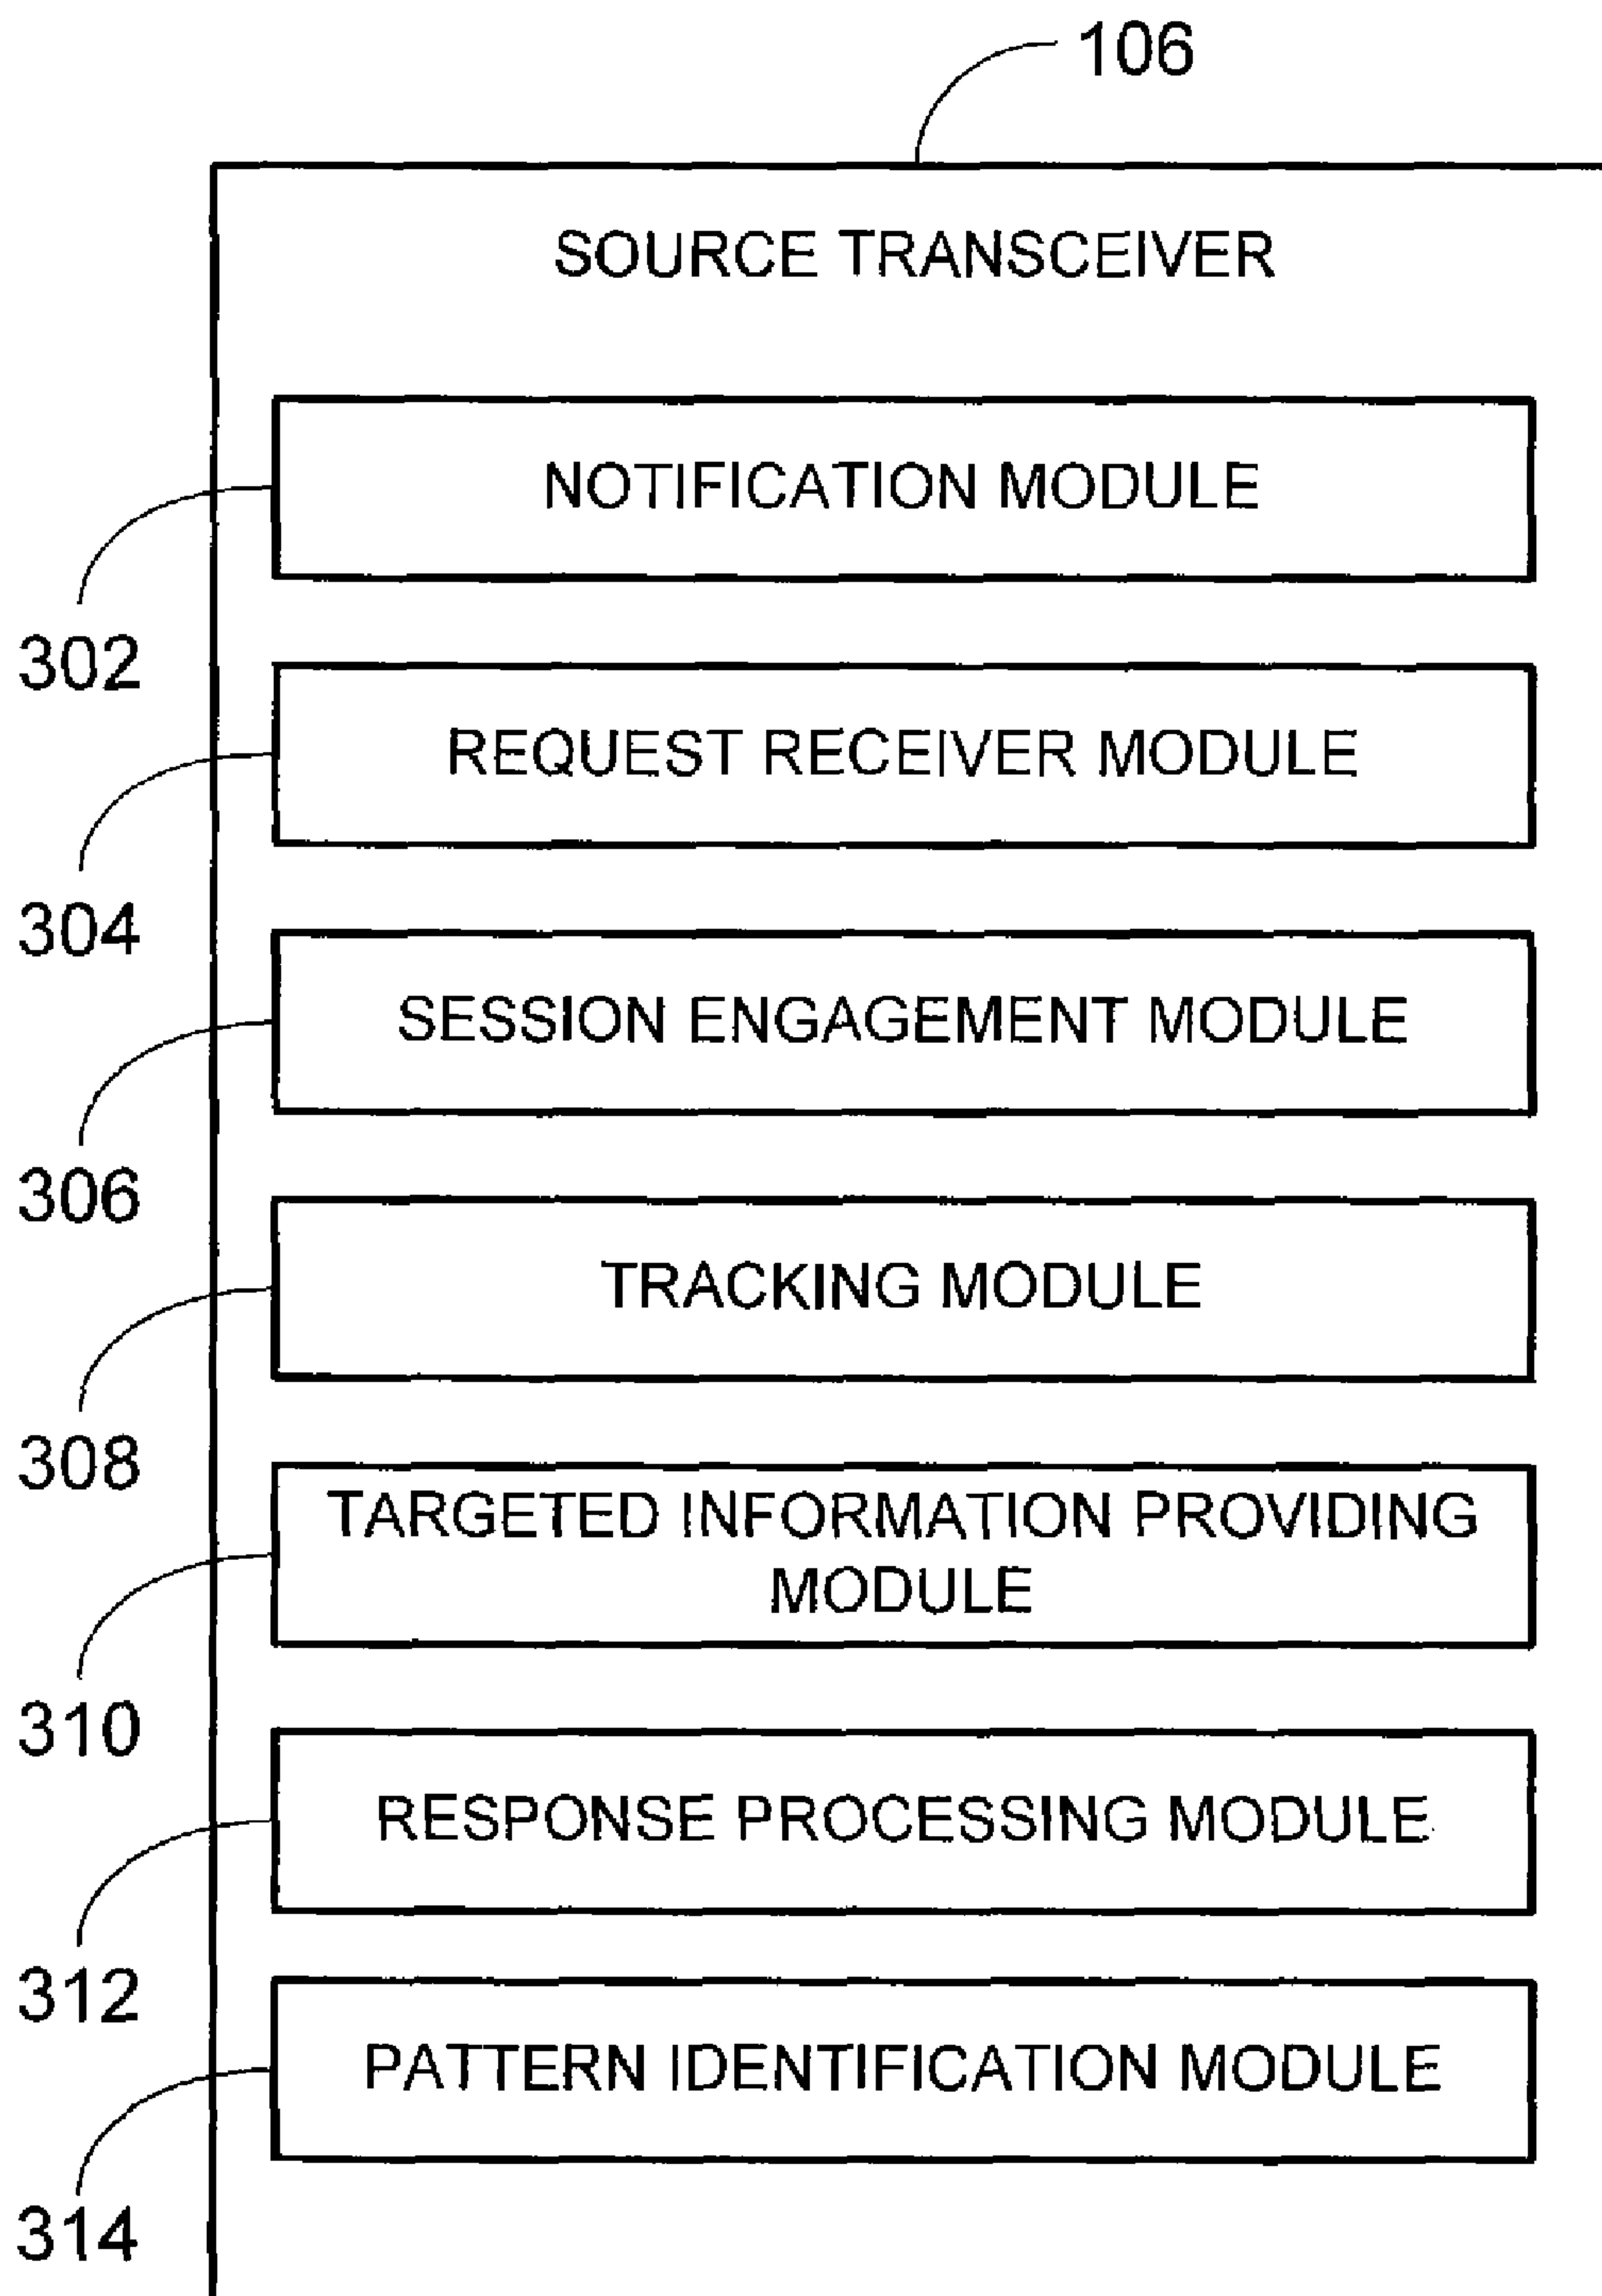 106
SOURCE TRANSCEIVER
NOTIFICATION MODULE
302
REQUEST RECEIVER MODULE
304
SESSION ENGAGEMENT MODULE
306
TRACKING MODULE
308
TARGETED INFORMATION PROVIDING
MODULE
310
RESPONSE PROCESSING MODULE
312
PATTERN IDENTIFICATION MODULE
314